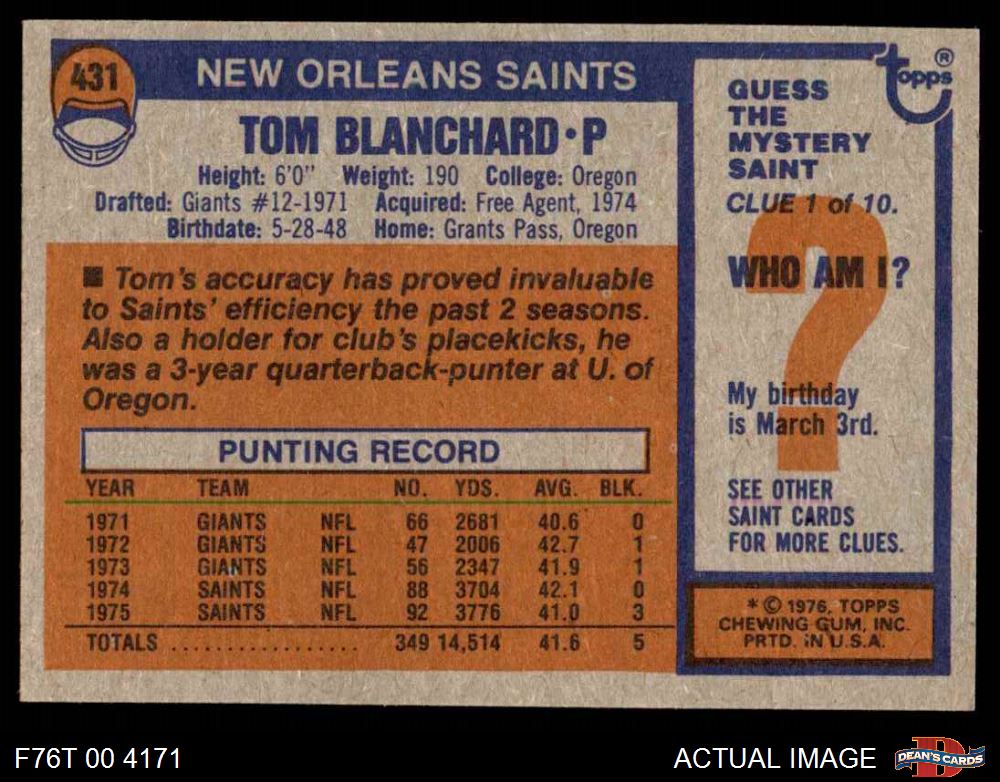 431
NEW ORLEANS SAINTS
TOM BLANCHARD•P
Height: 6'0" Weight: 190 College: Oregon
Drafted: Giants #12-1971 Acquired: Free Agent, 1974
Birthdate: 5-28-48 Home: Grants Pass, Oregon
■ Tom's accuracy has proved invaluable
to Saints' efficiency the past 2 seasons.
Also a holder for club's placekicks, he
was a 3-year quarterback-punter at U. of
Oregon.
PUNTING RECORD
YEAR TEAM NO. YDS. AVG. BLK.
1971 GIANTS NFL 66 2681 40.6 0
1972 GIANTS NFL 47 2006 42.7 1
1973 GIANTS NFL 56 2347 41.9 1
1974 SAINTS NFL 88 3704 42.1 0
1975 SAINTS NFL 92 3776 41.0 3
TOTALS ................. 349 14,514 41.6 5
topps®
GUESS
THE
MYSTERY
SAINT
CLUE 1 of 10.
?
WHO AM I?
My birthday
is March 3rd.
SEE OTHER
SAINT CARDS
FOR MORE CLUES.
* © 1976, TOPPS
CHEWING GUM, INC.
PRTD. IN U.S.A.
F76T 00 4171
ACTUAL IMAGE
D
DEAN'S CARDS